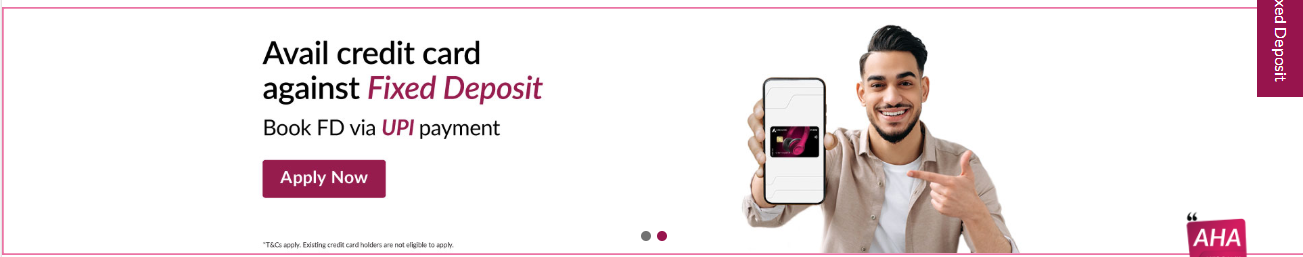 Avail credit card
against Fixed Deposit
Book FD via UPI payment
Apply Now
*T&Cs apply. Existing credit card holders are not eligible to apply.
xed Deposit
AHA